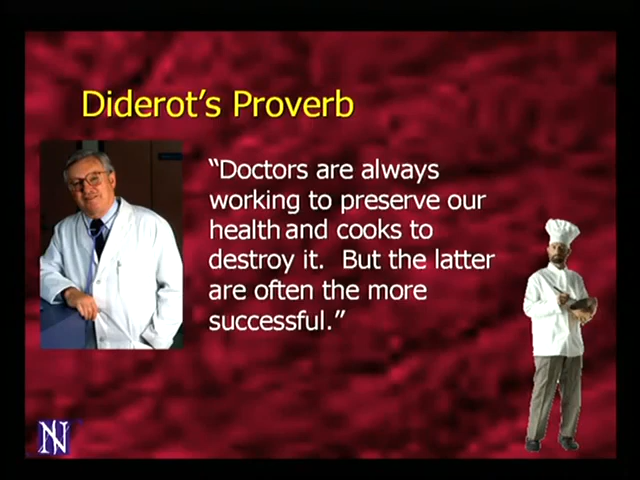 Diderot's Proverb
“Doctors are always
working to preserve our
health and cooks to
destroy it.  But the latter
are often the more
successful.”
N